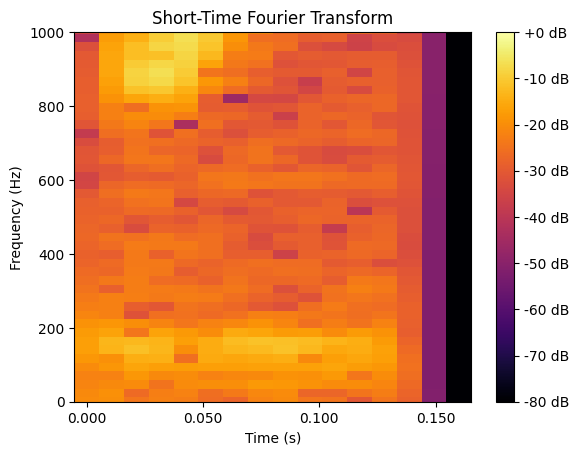 Short-Time Fourier Transform
Frequency (Hz)
1000
800
600
400
200
0
0.000
0.050
0.100
0.150
Time (s)
+0 dB
-10 dB
-20 dB
-30 dB
-40 dB
-50 dB
-60 dB
-70 dB
-80 dB